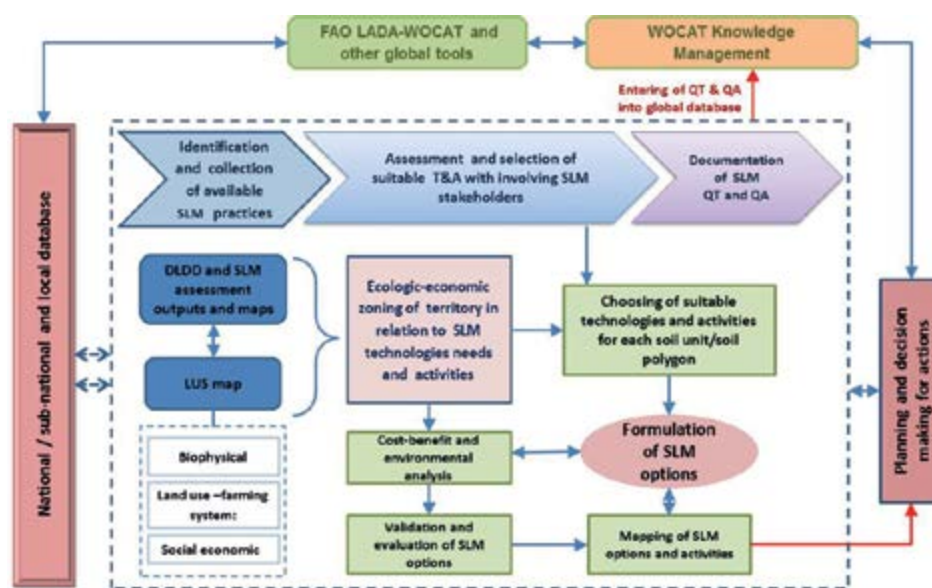 FAO LADA-WOCAT and
other global tools
WOCAT Knowledge
Management
Entering of QT & QA
into global database
National / sub-national and local database
Identification
and collection
of available
SLM practices
Assessment and selection of
suitable T&A with involving SLM
stakeholders
Documentation
of SLM
QT and QA
DLDD and SLM
assessment
outputs and maps
LUS map
Biophysical
Land use –farming
system:
Social economic
Ecologic-economic
zoning of territory in
relation to SLM
technologies needs
and activities
Choosing of suitable
technologies and activities
for each soil unit/soil
polygon
Cost-benefit and
environmental
analysis
Formulation
of SLM
options
Validation and
evaluation of SLM
options
Mapping of SLM
options and activities
Planning and decision
making for actions